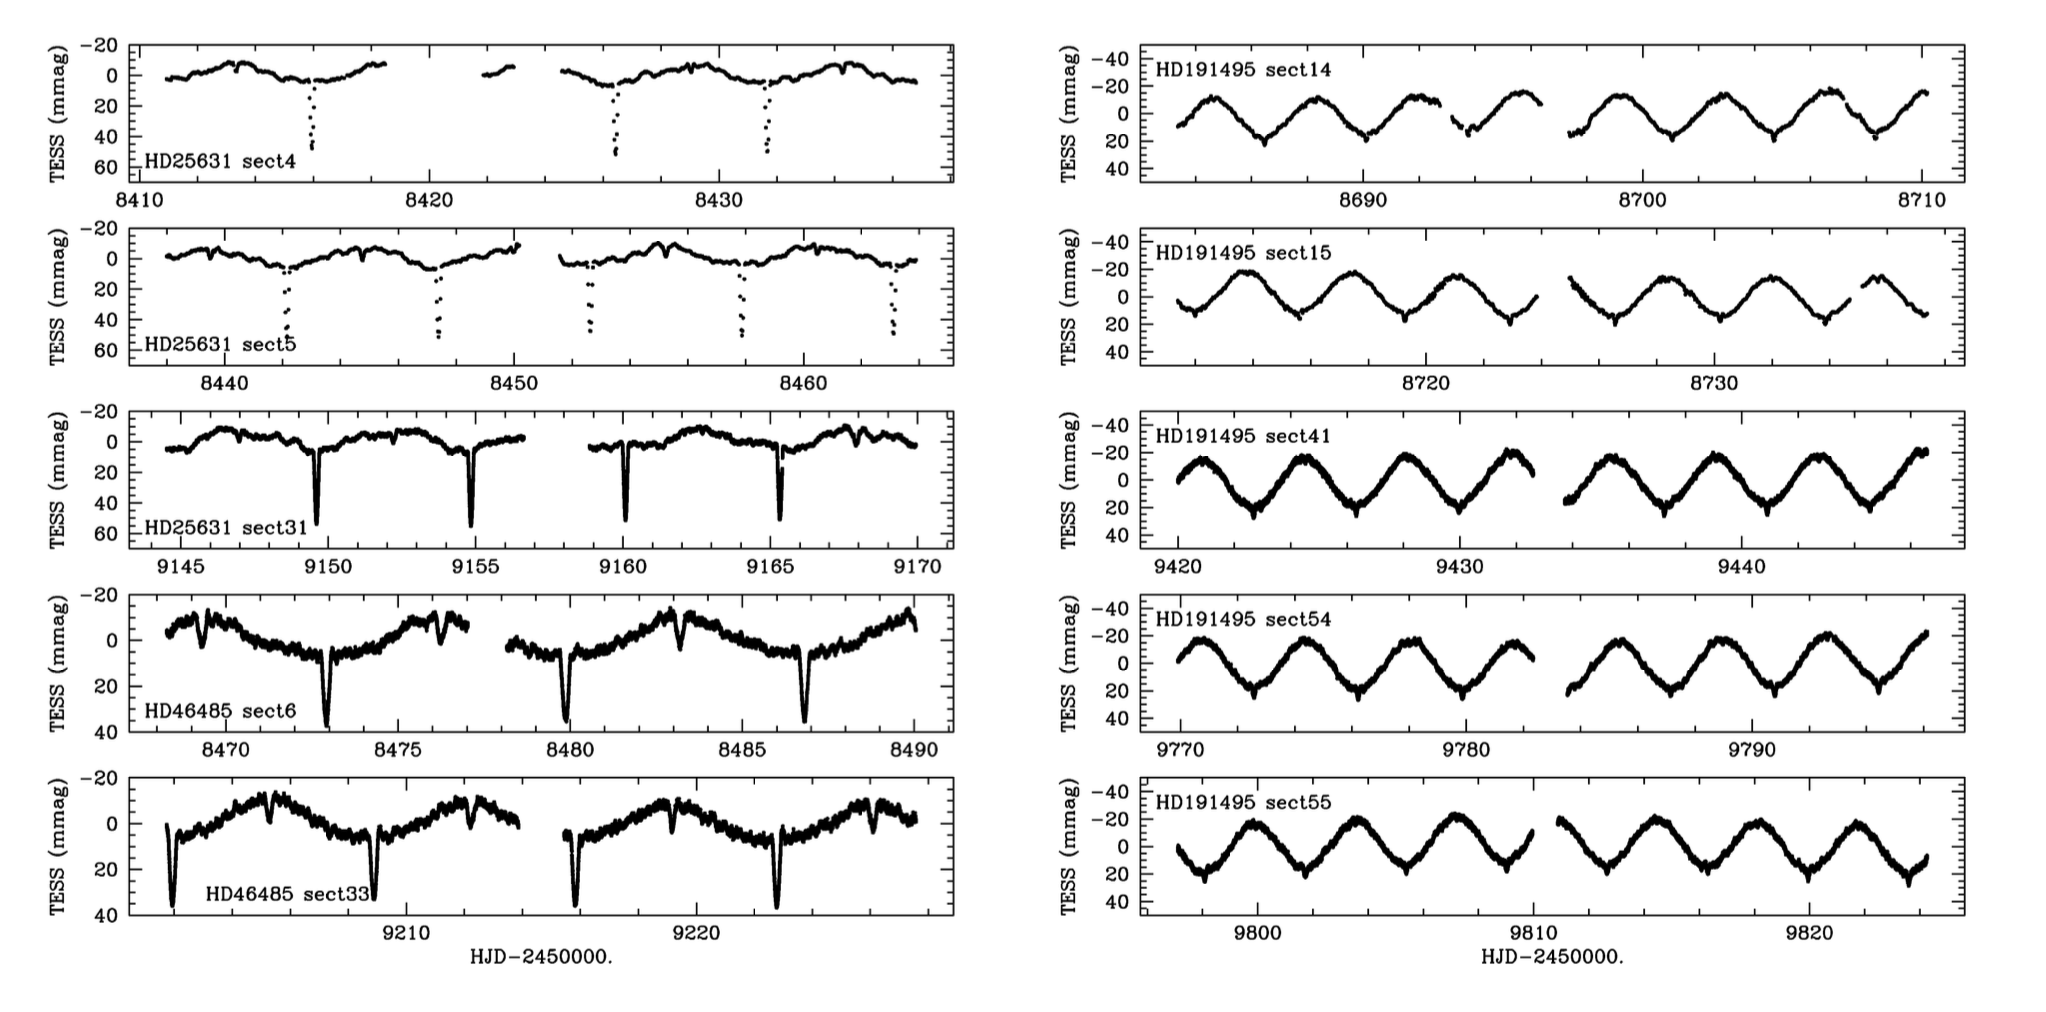 TESS (mmag)
-20
0
20
40
60
HD25631 sect4
8410 8420 8430
TESS (mmag)
-20
0
20
40
60
HD25631 sect5
8440 8450 8460
TESS (mmag)
-20
0
20
40
60
HD25631 sect31
9145 9150 9155 9160 9165 9170
TESS (mmag)
-20
0
20
40
HD46485 sect6
8470 8475 8480 8485 8490
TESS (mmag)
-20
0
20
40
HD46485 sect33
9210 9220
HJD-2450000.
TESS (mmag)
-40
-20
0
20
40
HD191495 sect14
8690 8700 8710
TESS (mmag)
-40
-20
0
20
40
HD191495 sect15
8720 8730
TESS (mmag)
-40
-20
0
20
40
HD191495 sect41
9420 9430 9440
TESS (mmag)
-40
-20
0
20
40
HD191495 sect54
9770 9780 9790
TESS (mmag)
-40
-20
0
20
40
HD191495 sect55
9800 9810 9820
HJD-2450000.